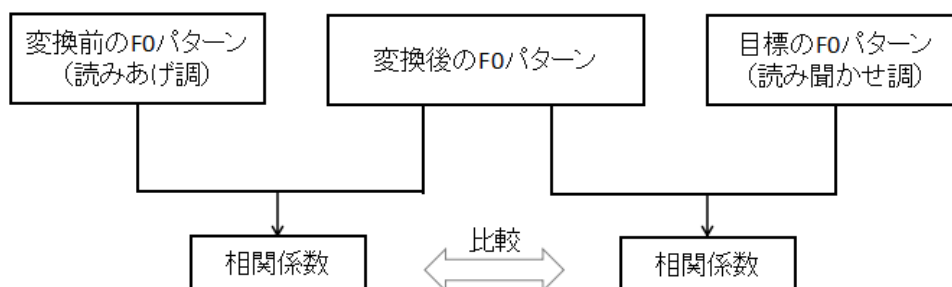 変換前のF0パターン
(読みあげ調)
変換後のF0パターン
目標のF0パターン
(読み聞かせ調)
比較
相関係数
相関係数